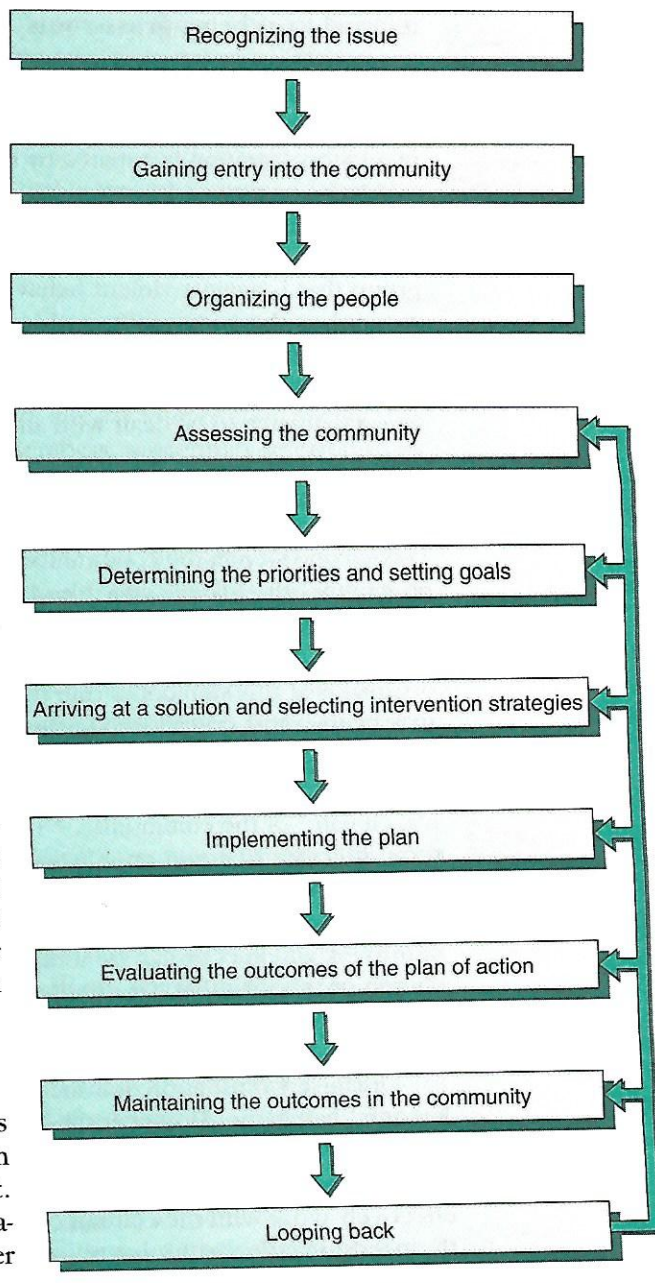 Recognizing the issue
Gaining entry into the community
Organizing the people
Assessing the community
Determining the priorities and setting goals
Arriving at a solution and selecting intervention strategies
Implementing the plan
Evaluating the outcomes of the plan of action
Maintaining the outcomes in the community
Looping back